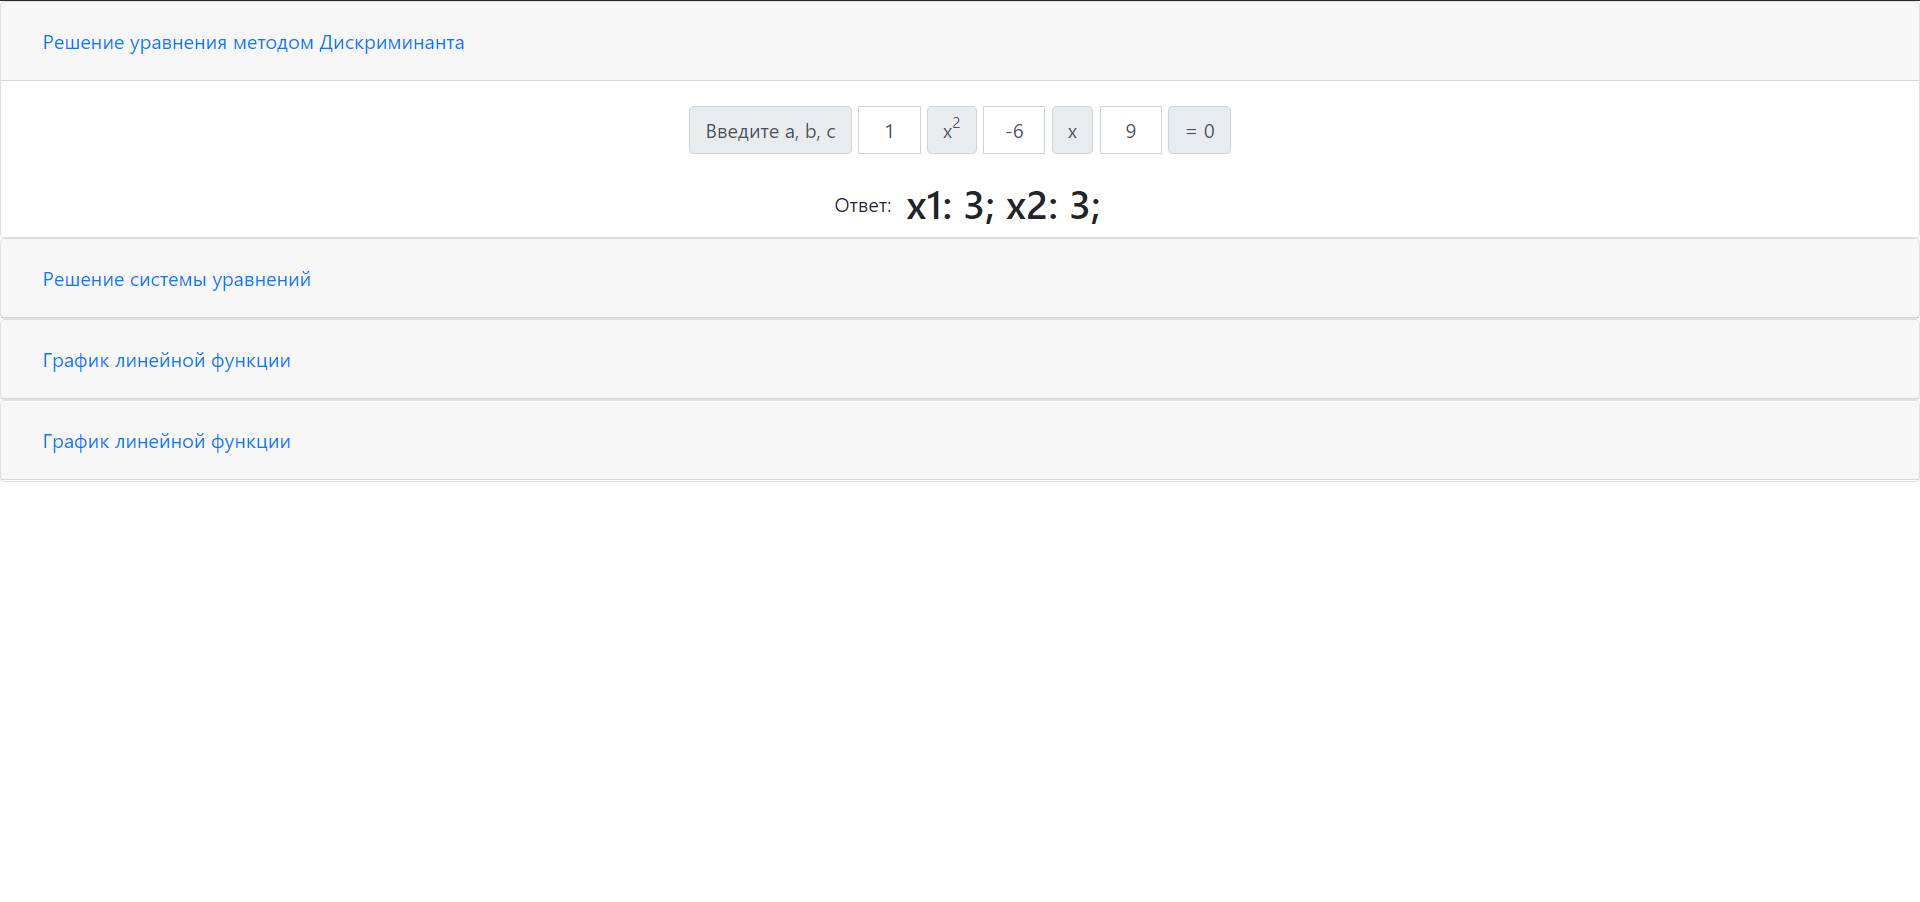 Решение уравнения методом Дискриминанта
Введите a, b, c 1 x² -6 x 9 = 0
Ответ: x1: 3; x2: 3;
Решение системы уравнений
График линейной функции
График линейной функции